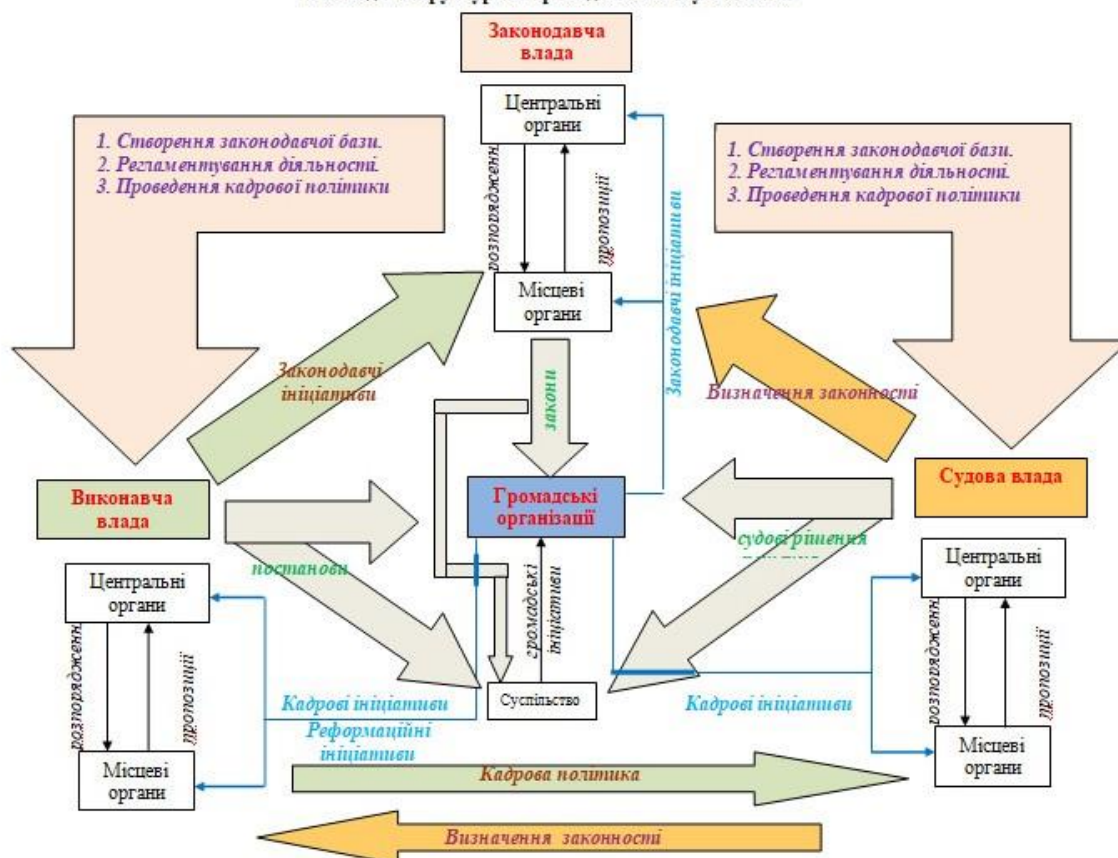 Законодавча
влада
Центральні
органи
розпорядженн
пропозиції
Місцеві
органи
Законодавчі ініціативи
1. Створення законодавчої бази.
2. Регламентування діяльності.
3. Проведення кадрової політики
1. Створення законодавчої бази.
2. Регламентування діяльності.
3. Проведення кадрової політики
Законодавчі
ініціативи
закони
Визначення законності
Виконавча
влада
Громадські
організації
Судова влада
постанови
судові рішення
громадські
ініціативи
Центральні
органи
розпорядженн
пропозиції
Місцеві
органи
Суспільство
Кадрові ініціативи
Реформаційні
ініціативи
Кадрові ініціативи
Центральні
органи
розпорядженн
пропозиції
Місцеві
органи
Кадрова політика
Визначення законності